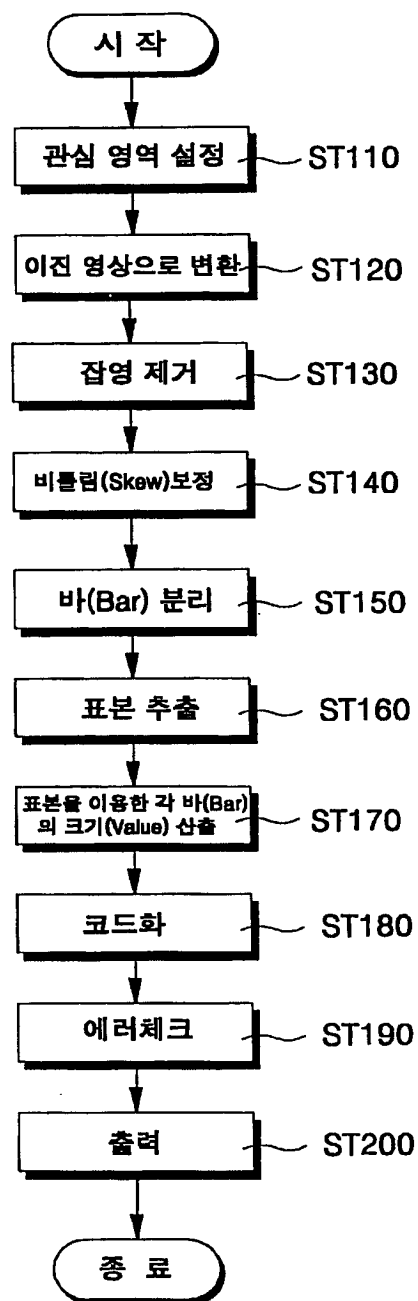 시 작
관심 영역 설정 ST110
이진 영상으로 변환 ST120
잡영 제거 ST130
비틀림(Skew)보정 ST140
바(Bar) 분리 ST150
표본 추출 ST160
표본을 이용한 각 바(Bar)
의 크기(Value) 산출 ST170
코드화 ST180
에러체크 ST190
출력 ST200
종 료